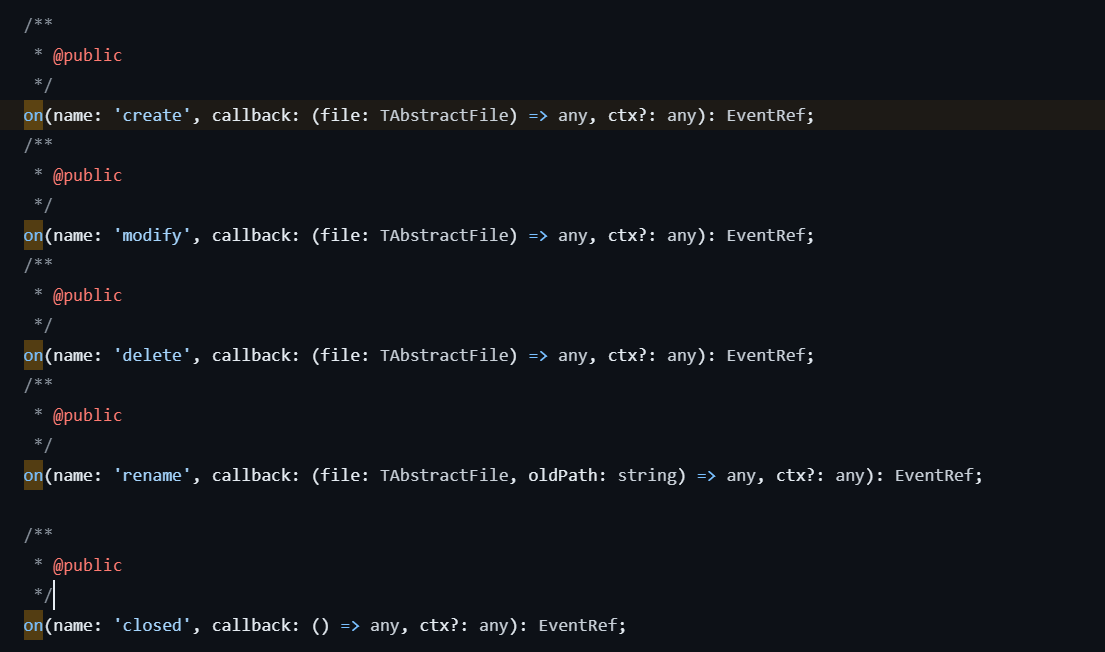 /**
 * @public
 */
on(name: 'create', callback: (file: TAbstractFile) => any, ctx?: any): EventRef;
/**
 * @public
 */
on(name: 'modify', callback: (file: TAbstractFile) => any, ctx?: any): EventRef;
/**
 * @public
 */
on(name: 'delete', callback: (file: TAbstractFile) => any, ctx?: any): EventRef;
/**
 * @public
 */
on(name: 'rename', callback: (file: TAbstractFile, oldPath: string) => any, ctx?: any): EventRef;
/**
 * @public
 */
on(name: 'closed', callback: () => any, ctx?: any): EventRef;